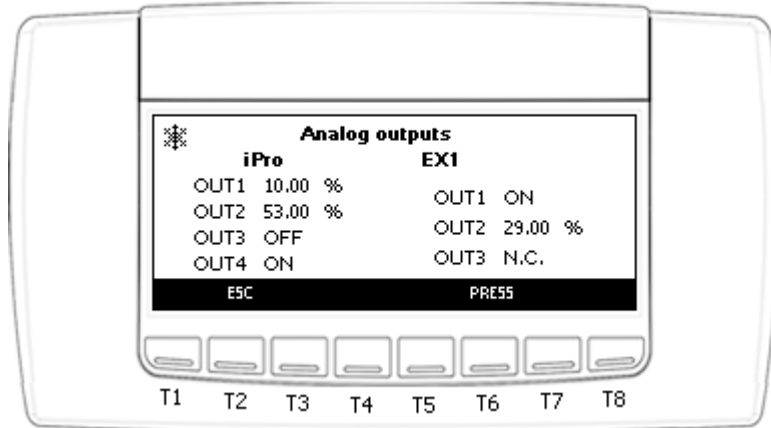 Analog outputs
iPro EX1
OUT1 10.00 %
OUT2 53.00 %
OUT3 OFF
OUT4 ON
OUT1 ON
OUT2 29.00 %
OUT3 N.C.
ESC PRESS
T1 T2 T3 T4 T5 T6 T7 T8